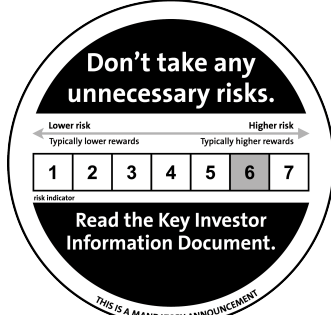 Don't take any
unnecessary risks.
Lower risk Higher risk
Typically lower rewards Typically higher rewards
1 2 3 4 5 6 7
risk indicator
Read the Key Investor
Information Document.
THIS IS A ANNOUNCEMENT